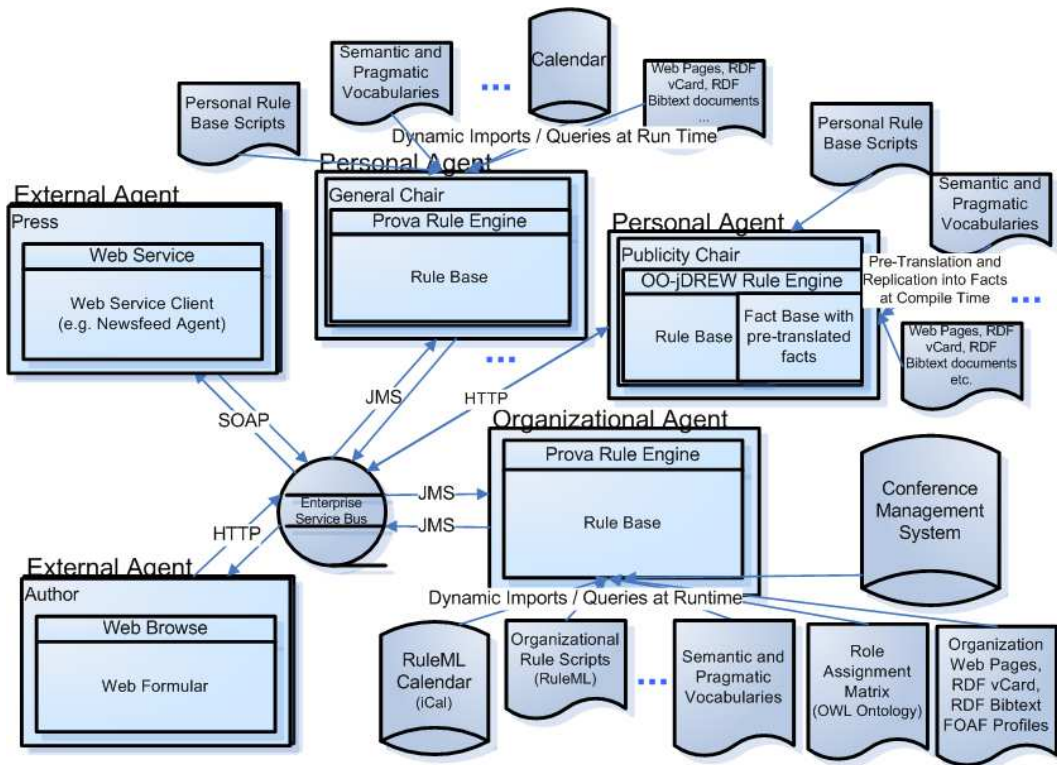 Semantic and
Pragmatic
Vocabularies
...
Calendar
Web Pages, RDF
vCard, RDF
Bibtext documents
...
Personal Rule
Base Scripts
Dynamic Imports / Queries at Run Time
Personal Agent
General Chair
Prova Rule Engine
Rule Base
...
Personal Rule
Base Scripts
Semantic and
Pragmatic
Vocabularies
Personal Agent
Publicity Chair
OO-jDREW Rule Engine
Rule Base
Fact Base with
pre-translated
facts
Pre-Translation and
Replication into Facts
at Compile Time
...
Web Pages, RDF
vCard, RDF
Bibtext documents
etc.
External Agent
Press
Web Service
Web Service Client
(e.g. Newsfeed Agent)
SOAP
JMS
HTTP
Enterprise
Service Bus
JMS
JMS
HTTP
Organizational Agent
Prova Rule Engine
Rule Base
Conference
Management
System
External Agent
Author
Web Browse
Web Formular
Dynamic Imports / Queries at Runtime
RuleML
Calendar
(iCal)
Organizational
Rule Scripts
(RuleML)
...
Semantic and
Pragmatic
Vocabularies
Role
Assignment
Matrix
(OWL Ontology)
Organization
Web Pages,
RDF vCard,
RDF Bibtext
FOAF Profiles